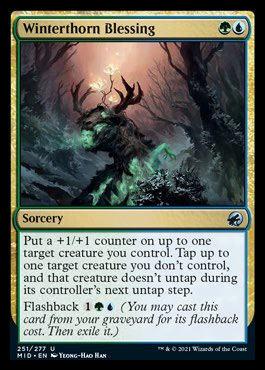 Winterthorn Blessing
Sorcery
Put a +1/+1 counter on up to one
target creature you control. Tap up to
one target creature you don't control,
and that creature doesn't untap during
its controller's next untap step.
Flashback 1 (You may cast this
card from your graveyard for its flashback
cost. Then exile it.)
251/277 U
MID • EN Yeong-Hao Han
™ & © 2021 Wizards of the Coast